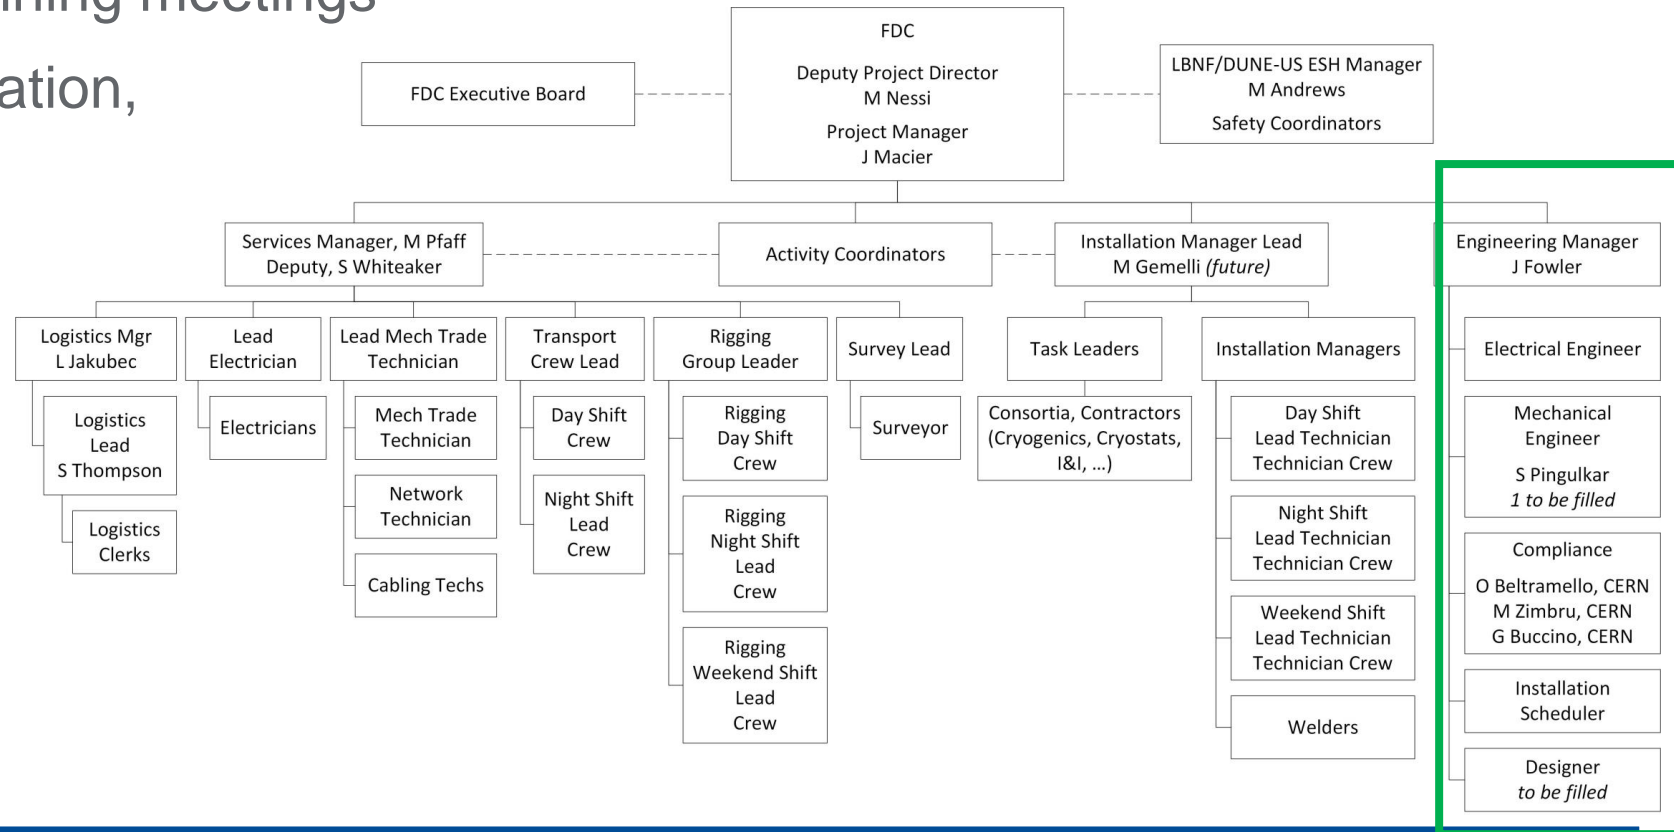 ning meetings
ation,
FDC
Deputy Project Director
M Nessi
Project Manager
J Macier
FDC Executive Board
LBNF/DUNE-US ESH Manager
M Andrews
Safety Coordinators
Services Manager, M Pfaff
Deputy, S Whiteaker
Activity Coordinators
Installation Manager Lead
M Gemelli (future)
Engineering Manager
J Fowler
Logistics Mgr
L Jakubec
Lead
Electrician
Lead Mech Trade
Technician
Transport
Crew Lead
Rigging
Group Leader
Survey Lead
Task Leaders
Installation Managers
Electrical Engineer
Logistics
Lead
S Thompson
Logistics
Clerks
Electricians
Mech Trade
Technician
Network
Technician
Cabling Techs
Day Shift
Crew
Night Shift
Lead
Crew
Rigging
Day Shift
Crew
Rigging
Night Shift
Lead
Crew
Rigging
Weekend Shift
Lead
Crew
Surveyor
Consortia, Contractors
(Cryogenics, Cryostats,
I&I, ...)
Day Shift
Lead Technician
Technician Crew
Night Shift
Lead Technician
Technician Crew
Weekend Shift
Lead Technician
Technician Crew
Welders
Mechanical
Engineer
S Pingulkar
1 to be filled
Compliance
O Beltramello, CERN
M Zimbru, CERN
G Buccino, CERN
Installation
Scheduler
Designer
to be filled